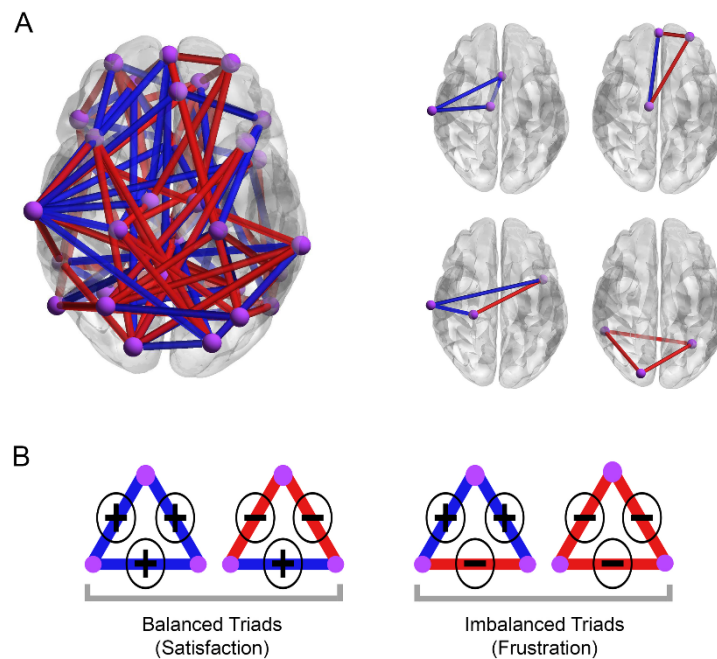 A
B
+ + - - + + - -
+ + - -
Balanced Triads
(Satisfaction)
Imbalanced Triads
(Frustration)